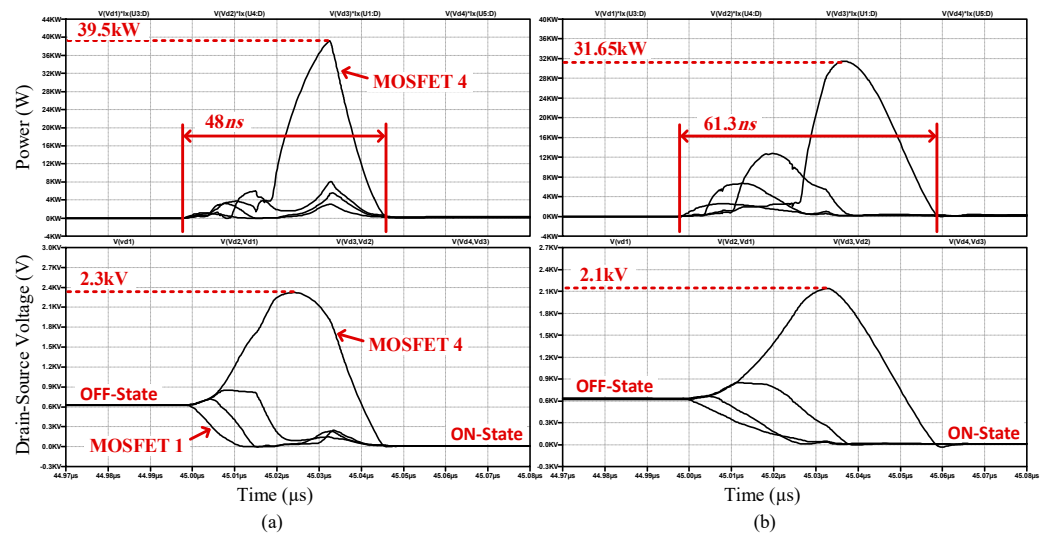 V(Vd1)*Ix(U3:D) V(Vd2)*Ix(U4:D) V(Vd3)*Ix(U1:D) V(Vd4)*Ix(U5:D)
40KW
36KW
32KW
28KW
24KW
20KW
16KW
12KW
8KW
4KW
0KW
-4KW
Power (W)
39.5kW
MOSFET 4
48ns
V(vd1) V(Vd2,Vd1) V(Vd3,Vd2) V(Vd4,Vd3)
3.0KV
2.7KV
2.4KV
2.1KV
1.8KV
1.5KV
1.2KV
0.9KV
0.6KV
0.3KV
0.0KV
-0.3KV
Drain-Source Voltage (V)
2.3kV
MOSFET 4
OFF-State
MOSFET 1
ON-State
44.97µs 44.98µs 44.99µs 45.00µs 45.01µs 45.02µs 45.03µs 45.04µs 45.05µs 45.06µs 45.07µs 45.08µs
Time (µs)
(a)
V(Vd1)*Ix(U3:D) V(Vd2)*Ix(U4:D) V(Vd3)*Ix(U1:D) V(Vd4)*Ix(U5:D)
40KW
36KW
32KW
28KW
24KW
20KW
16KW
12KW
8KW
4KW
0KW
-4KW
31.65kW
61.3ns
V(vd1) V(Vd2,Vd1) V(Vd3,Vd2) V(Vd4,Vd3)
2.7KV
2.4KV
2.1KV
1.8KV
1.5KV
1.2KV
0.9KV
0.6KV
0.3KV
0.0KV
-0.3KV
2.1kV
OFF-State
ON-State
44.97µs 44.98µs 44.99µs 45.00µs 45.01µs 45.02µs 45.03µs 45.04µs 45.05µs 45.06µs 45.07µs 45.08µs
Time (µs)
(b)